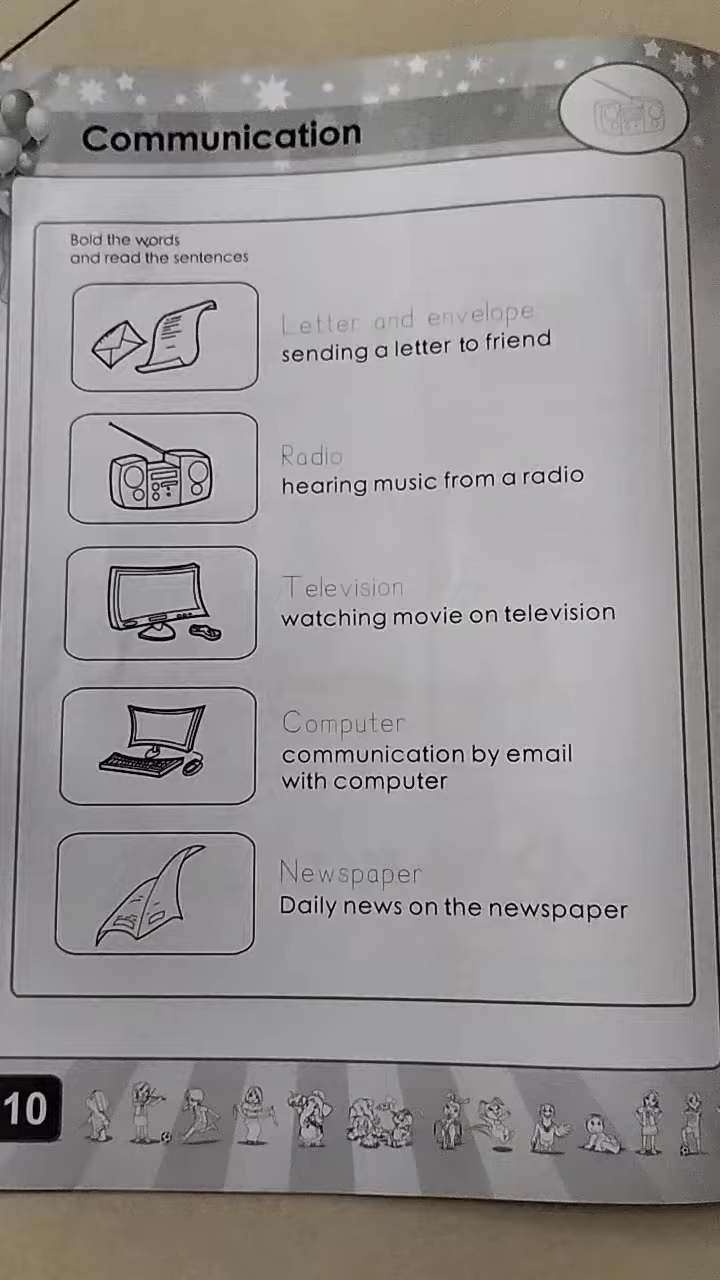 Communication
Bold the words
and read the sentences
Letter and envelope
sending a letter to friend
Radio
hearing music from a radio
Television
watching movie on television
Computer
communication by email
with computer
Newspaper
Daily news on the newspaper
10